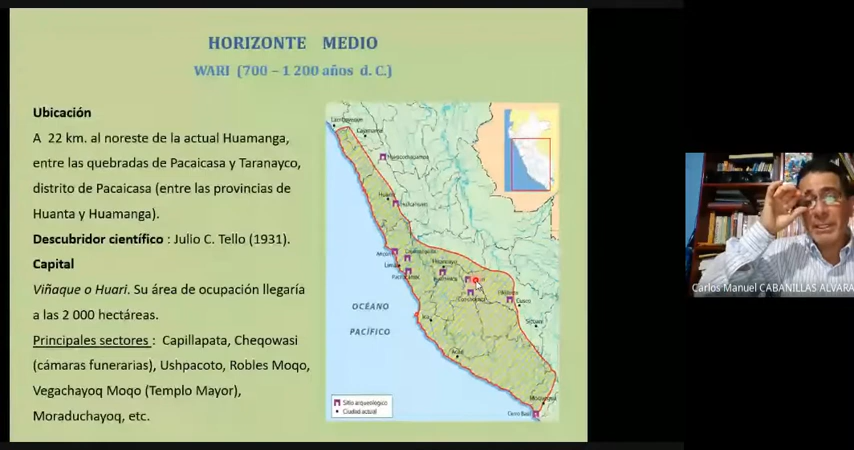 HORIZONTE MEDIO
WARI (700 – 1 200 años d. C.)
Ubicación
A 22 km. al noreste de la actual Huamanga,
entre las quebradas de Pacaicasa y Taranayco,
distrito de Pacaicasa (entre las provincias de
Huanta y Huamanga).
Descubridor científico : Julio C. Tello (1931).
Capital
Viñaque o Huari. Su área de ocupación llegaría
a las 2 000 hectáreas.
Principales sectores : Capillapata, Cheqowasi
(cámaras funerarias), Ushpacoto, Robles Moqo,
Vegachayoq Moqo (Templo Mayor),
Moraduchayoq, etc.
Cajamarca
Lima
Huancayo
Cusco
Ica
OCÉANO
PACÍFICO
Moquegua
Cerro Baúl
Sitio arqueológico
Ciudad actual
Carlos Manuel CABANILLAS ALVARA